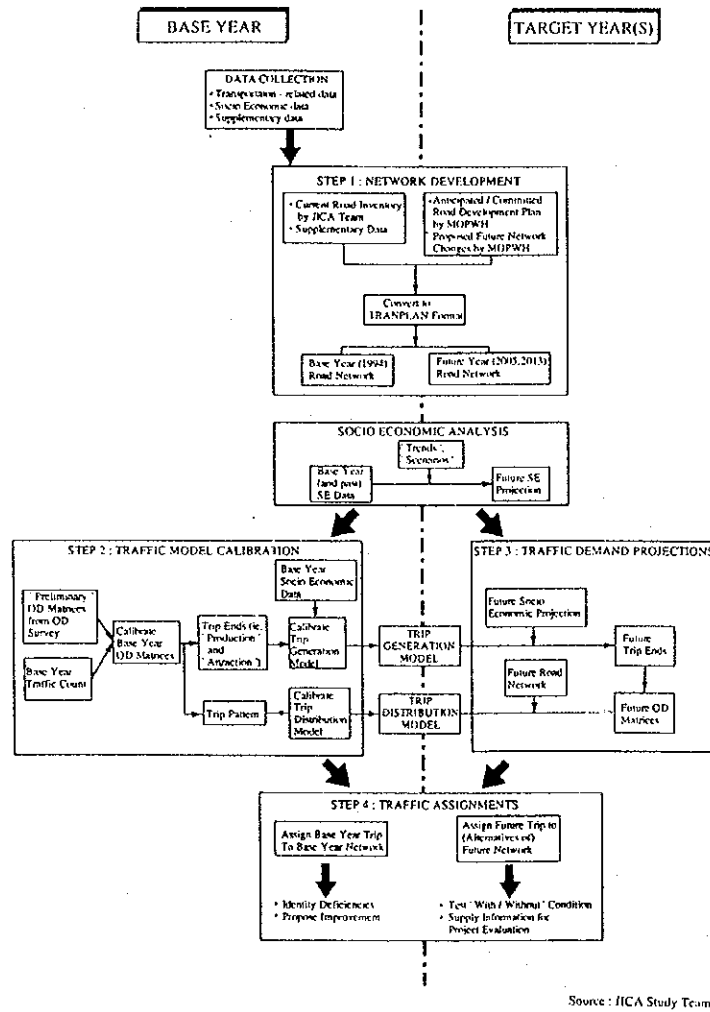 BASE YEAR
TARGET YEAR(S)
DATA COLLECTION
• Transportation - related data
• Socio Economic data
• Supplementary data
STEP 1 : NETWORK DEVELOPMENT
• Current Road Inventory
by JICA Team
• Supplementary Data
• Anticipated / Committed
Road Development Plan
by MOPWH
• Proposed Future Network
Changes by MOPWH
Convert to
TRANPLAN Format
Base Year (1994)
Road Network
Future Year (2005,2013)
Road Network
SOCIO ECONOMIC ANALYSIS
"Trends",
"Scenarios"
Base Year
(and past)
SE Data
Future SE
Projection
STEP 2 : TRAFFIC MODEL CALIBRATION
"Preliminary"
OD Matrices
from OD
Survey
Base Year
Traffic Count
Calibrate
Base Year
OD Matrices
Base Year
Socio Economic
Data
Trip Ends (ie.
"Production"
and
"Attraction")
Calibrate
Trip
Generation
Model
Trip Pattern
Calibrate
Trip
Distribution
Model
TRIP
GENERATION
MODEL
TRIP
DISTRIBUTION
MODEL
STEP 3 : TRAFFIC DEMAND PROJECTIONS
Future Socio
Economic Projection
Future
Trip Ends
Future Road
Network
Future OD
Matrices
STEP 4 : TRAFFIC ASSIGNMENTS
Assign Base Year Trip
To Base Year Network
Assign Future Trip to
(Alternatives of)
Future Network
• Identity Deficiencies
• Propose Improvement
• Test "With / Without" Condition
• Supply Information for
Project Evaluation
Source : JICA Study Team